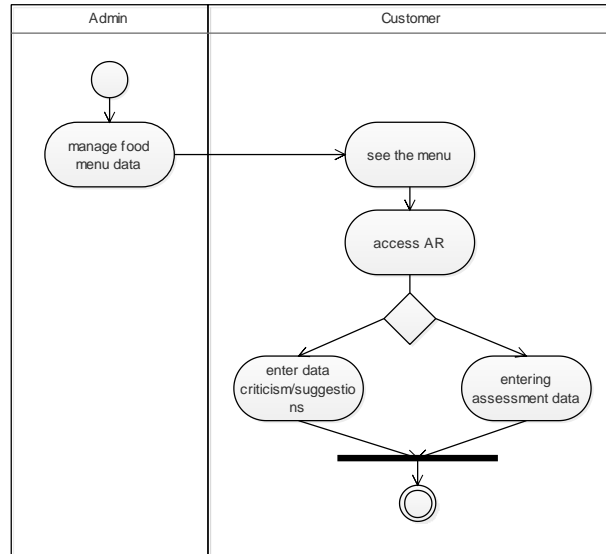 Admin
Customer
manage food
menu data
see the menu
access AR
enter data
criticism/suggestio
ns
entering
assessment data